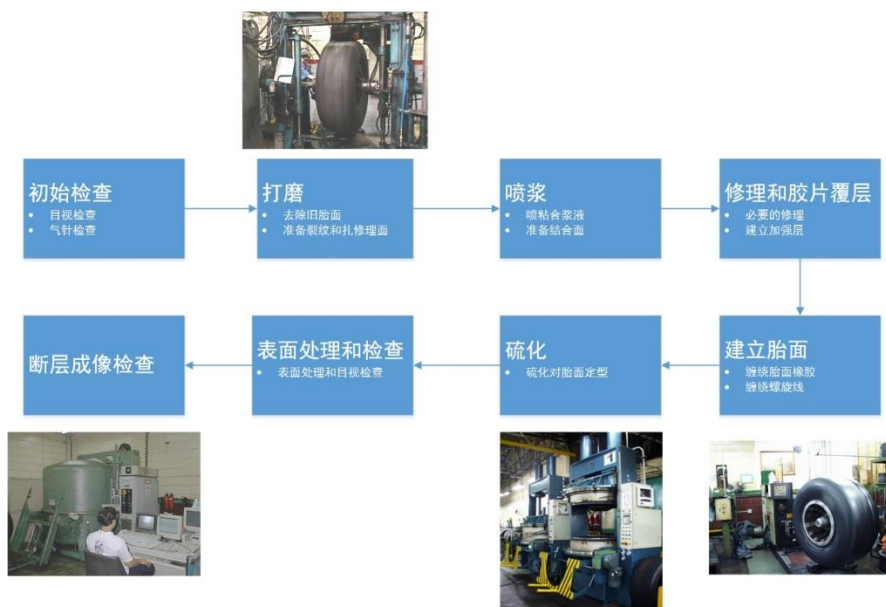 初始检查
• 目视检查
• 气针检查
打磨
• 去除旧胎面
• 准备裂纹和扎修理面
喷浆
• 喷粘合浆液
• 准备结合面
修理和胶片覆层
• 必要的修理
• 建立加强层
建立胎面
• 缠绕胎面橡胶
• 缠绕螺旋线
硫化
• 硫化对胎面定型
表面处理和检查
• 表面处理和目视检查
断层成像检查
1